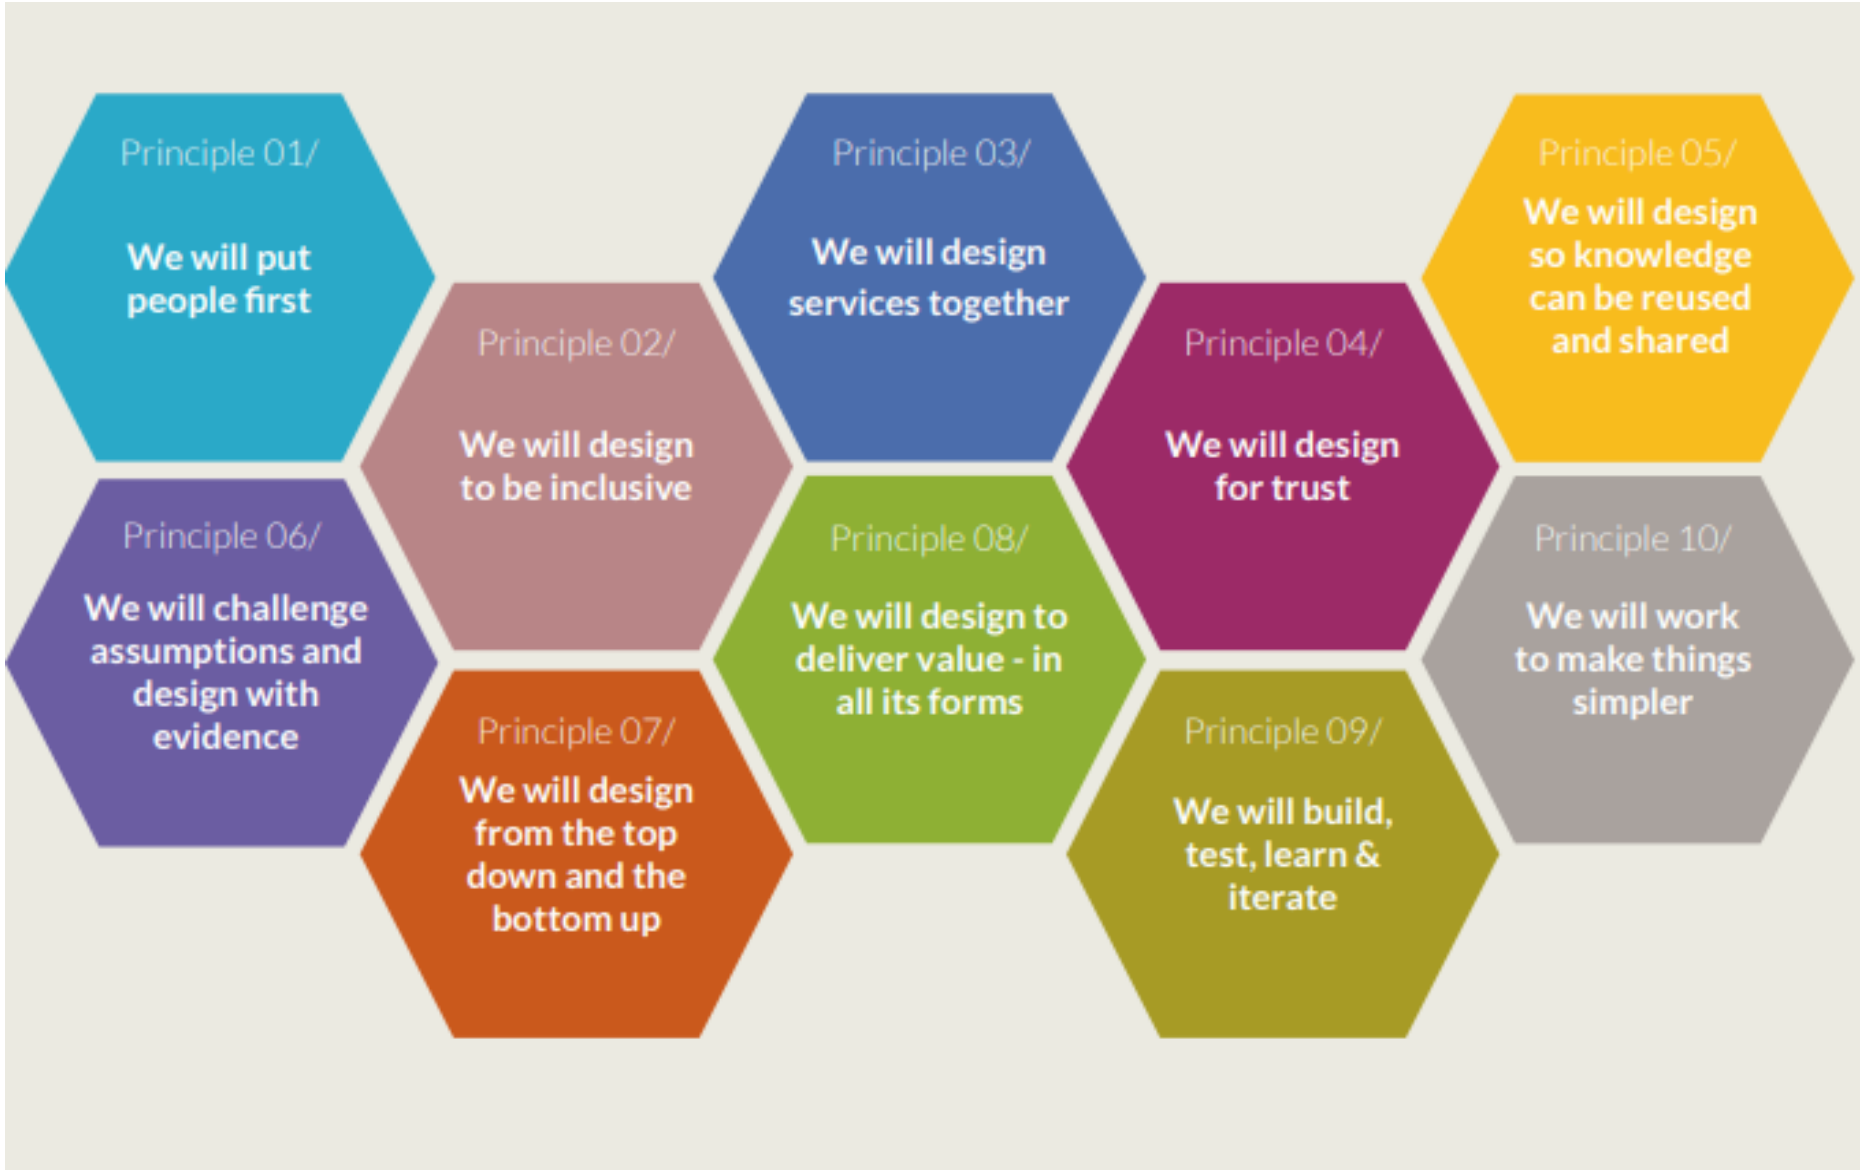 Principle 01/
We will put
people first
Principle 02/
We will design
to be inclusive
Principle 03/
We will design
services together
Principle 04/
We will design
for trust
Principle 05/
We will design
so knowledge
can be reused
and shared
Principle 06/
We will challenge
assumptions and
design with
evidence
Principle 07/
We will design
from the top
down and the
bottom up
Principle 08/
We will design to
deliver value - in
all its forms
Principle 09/
We will build,
test, learn &
iterate
Principle 10/
We will work
to make things
simpler